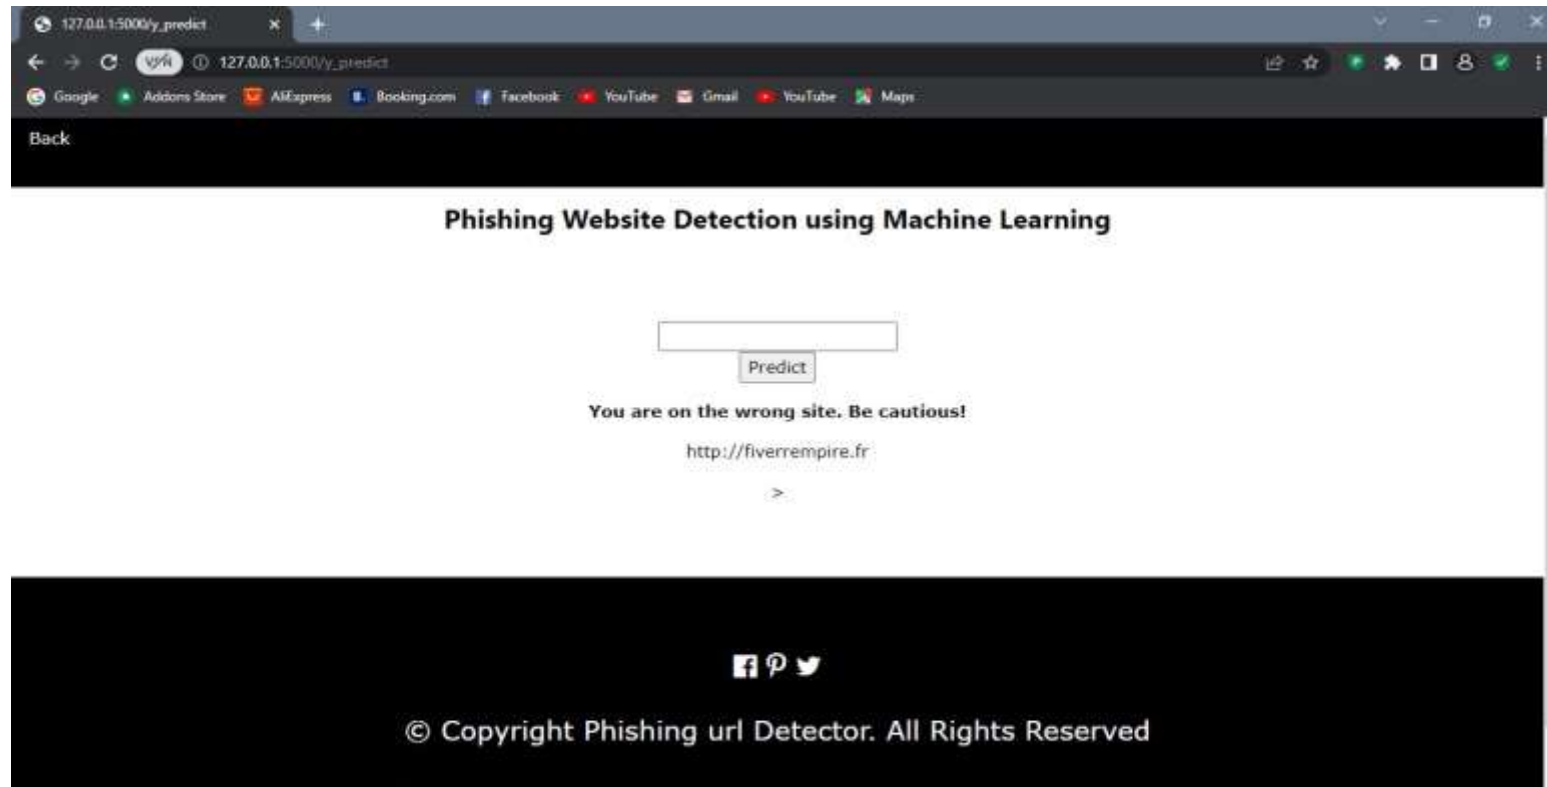 127.0.0.1:5000/y_predict
VPN 127.0.0.1:5000/y_predict
Google Addons Store AliExpress Booking.com Facebook YouTube Gmail YouTube Maps
Back
Phishing Website Detection using Machine Learning
Predict
You are on the wrong site. Be cautious!
http://fiverrempire.fr
>
© Copyright Phishing url Detector. All Rights Reserved